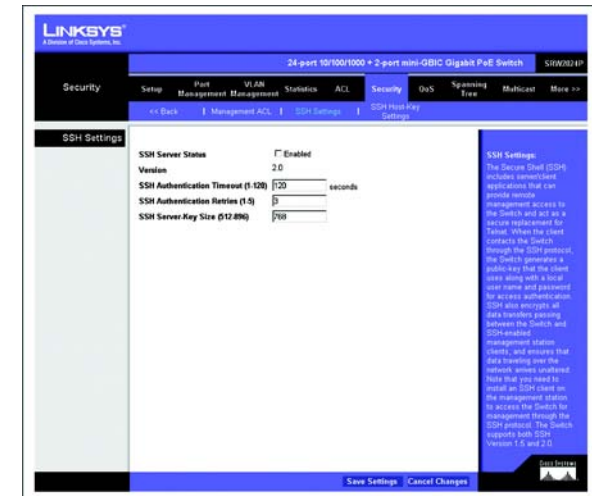 LINKSYS®
A Division of Cisco Systems, Inc.
24-port 10/100/1000 + 2-port mini-GBIC Gigabit PoE Switch SRW2024P
Security
Setup Port Management VLAN Management Statistics ACL Security QoS Spanning Tree Multicast More >>
<< Back | Management ACL | SSH Settings | SSH Host-Key Settings
SSH Settings
SSH Server Status Enabled
Version 2.0
SSH Authentication Timeout (1-120) 120 seconds
SSH Authentication Retries (1-5) 3
SSH Server-Key Size (512-896) 768
SSH Settings:
The Secure Shell (SSH)
includes server/client
applications that can
provide remote
management access to
the Switch and act as a
secure replacement for
Telnet. When the client
contacts the Switch
through the SSH protocol,
the Switch generates a
public-key that the client
uses along with a local
user name and password
for access authentication.
SSH also encrypts all
data transfers passing
between the Switch and
SSH-enabled
management station
clients, and ensures that
data traveling over the
network arrives unaltered.
Note that you need to
install an SSH client on
the management station
to access the Switch for
management through the
SSH protocol. The Switch
supports both SSH
Version 1.5 and 2.0.
Save Settings Cancel Changes
CISCO SYSTEMS